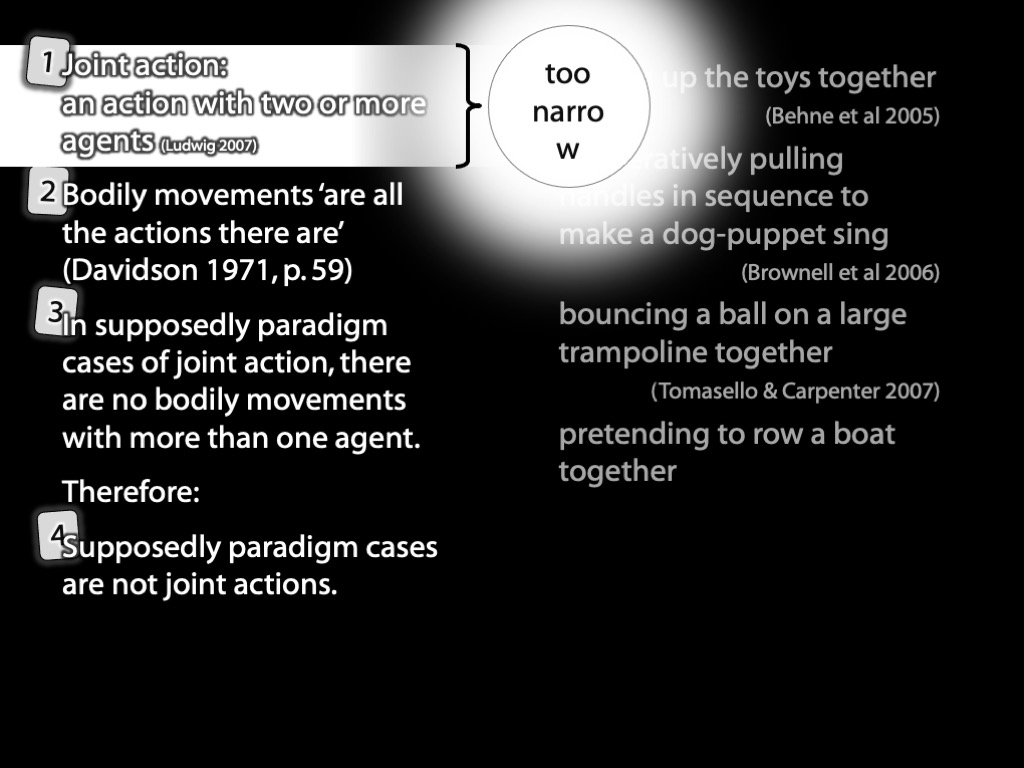 1 Joint action:
an action with two or more
agents (Ludwig 2007)
2 Bodily movements ‘are all
the actions there are’
(Davidson 1971, p. 59)
3 In supposedly paradigm
cases of joint action, there
are no bodily movements
with more than one agent.
Therefore:
4 Supposedly paradigm cases
are not joint actions.
too
narro
w
up the toys together
(Behne et al 2005)
ratively pulling
handles in sequence to
make a dog-puppet sing
(Brownell et al 2006)
bouncing a ball on a large
trampoline together
(Tomasello & Carpenter 2007)
pretending to row a boat
together